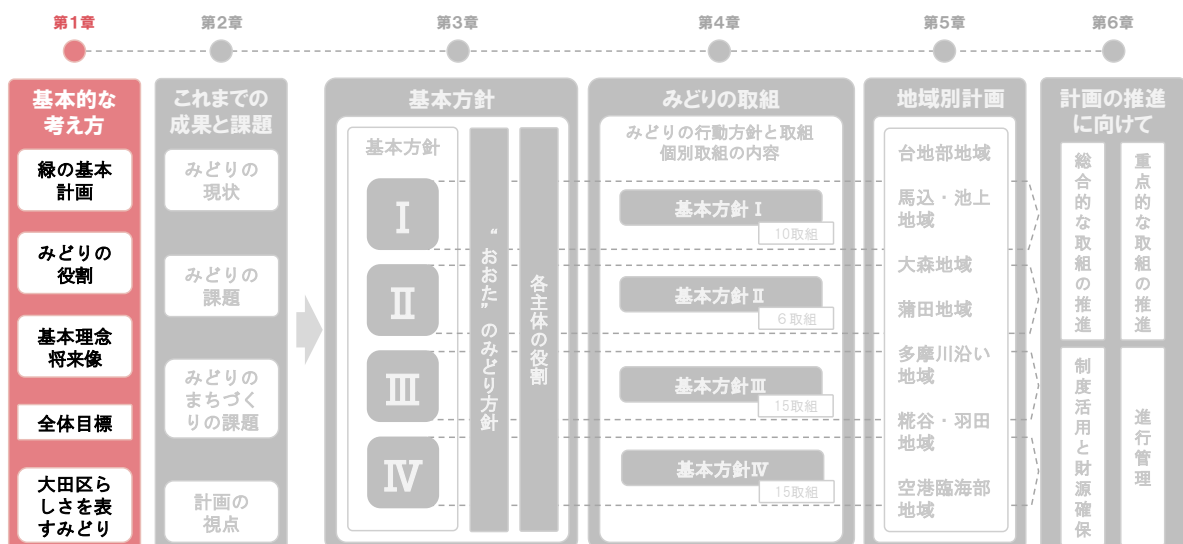 第1章
第2章
第3章
第4章
第5章
第6章
基本的な
考え方
緑の基本
計画
みどりの
役割
基本理念
将来像
全体目標
大田区ら
しさを表
すみどり
これまでの
成果と課題
みどりの
現状
みどりの
課題
みどりの
まちづく
りの課題
計画の
視点
基本方針
基本方針
Ⅰ
Ⅱ
Ⅲ
Ⅳ
“おおた”のみどり方針
各主体の役割
みどりの取組
みどりの行動方針と取組
個別取組の内容
基本方針Ⅰ
10取組
基本方針Ⅱ
6取組
基本方針Ⅲ
15取組
基本方針Ⅳ
15取組
地域別計画
台地部地域
馬込・池上
地域
大森地域
蒲田地域
多摩川沿い
地域
糀谷・羽田
地域
空港臨海部
地域
計画の推進
に向けて
重点的な取組の推進
総合的な取組の推進
進行管理
制度活用と財源確保